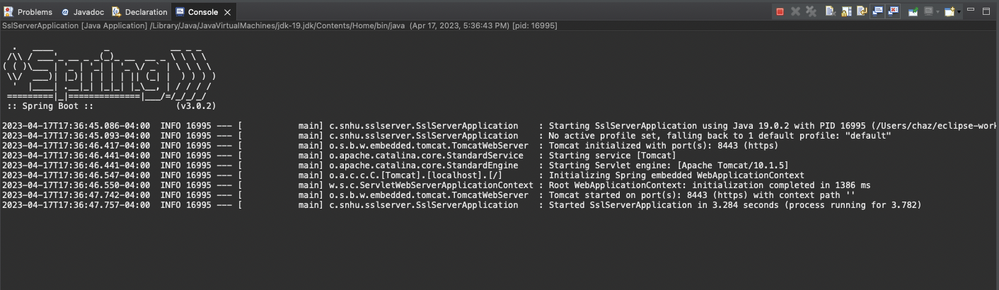 Problems @ Javadoc Declaration Console
SslServerApplication [Java Application] /Library/Java/JavaVirtualMachines/jdk-19.jdk/Contents/Home/bin/java (Apr 17, 2023, 5:36:43 PM) [pid: 16995]
  .   ____          _            __ _ _
 /\\ / ___'_ __ _ _(_)_ __  __ _ \ \ \ \
( ( )\___ | '_ | '_| | '_ \/ _` | \ \ \ \
 \\/  ___)| |_)| | | | | || (_| |  ) ) ) )
  '  |____| .__|_| |_|_| |_\__, | / / / /
 =========|_|==============|___/=/_/_/_/
 :: Spring Boot ::                (v3.0.2)
2023-04-17T17:36:45.086-04:00  INFO 16995 --- [           main] c.snhu.sslserver.SslServerApplication    : Starting SslServerApplication using Java 19.0.2 with PID 16995 (/Users/chaz/eclipse-work
2023-04-17T17:36:45.093-04:00  INFO 16995 --- [           main] c.snhu.sslserver.SslServerApplication    : No active profile set, falling back to 1 default profile: "default"
2023-04-17T17:36:46.417-04:00  INFO 16995 --- [           main] o.s.b.w.embedded.tomcat.TomcatWebServer  : Tomcat initialized with port(s): 8443 (https)
2023-04-17T17:36:46.441-04:00  INFO 16995 --- [           main] o.apache.catalina.core.StandardService   : Starting service [Tomcat]
2023-04-17T17:36:46.441-04:00  INFO 16995 --- [           main] o.apache.catalina.core.StandardEngine    : Starting Servlet engine: [Apache Tomcat/10.1.5]
2023-04-17T17:36:46.547-04:00  INFO 16995 --- [           main] o.a.c.c.C.[Tomcat].[localhost].[/]       : Initializing Spring embedded WebApplicationContext
2023-04-17T17:36:46.550-04:00  INFO 16995 --- [           main] w.s.c.ServletWebServerApplicationContext : Root WebApplicationContext: initialization completed in 1386 ms
2023-04-17T17:36:47.742-04:00  INFO 16995 --- [           main] o.s.b.w.embedded.tomcat.TomcatWebServer  : Tomcat started on port(s): 8443 (https) with context path ''
2023-04-17T17:36:47.757-04:00  INFO 16995 --- [           main] c.snhu.sslserver.SslServerApplication    : Started SslServerApplication in 3.284 seconds (process running for 3.782)